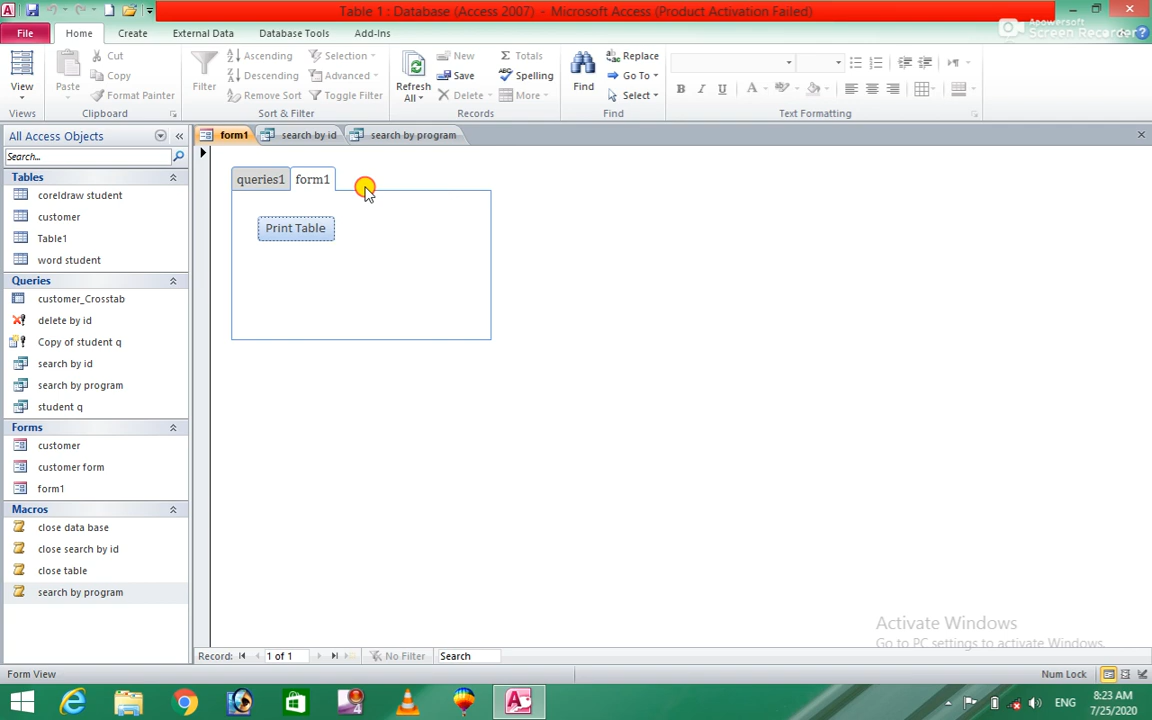 Table 1 : Database (Access 2007) - Microsoft Access (Product Activation Failed)
Apowersoft
Screen Recorder
File Home Create External Data Database Tools Add-Ins
View
Views
Paste
Cut
Copy
Format Painter
Clipboard
Filter
Ascending
Descending
Remove Sort
Selection
Advanced
Toggle Filter
Sort & Filter
Refresh
All
New
Save
Delete
Totals
Spelling
More
Records
Find
Replace
Go To
Select
Find
B I U A
Text Formatting
All Access Objects
Search...
Tables
coreldraw student
customer
Table1
word student
Queries
customer_Crosstab
delete by id
Copy of student q
search by id
search by program
student q
Forms
customer
customer form
form1
Macros
close data base
close search by id
close table
search by program
form1 search by id search by program
queries1 form1
Print Table
Activate Windows
Go to PC settings to activate Windows.
Record: 1 of 1 No Filter Search
Form View
Num Lock
ENG
8:23 AM
7/25/2020